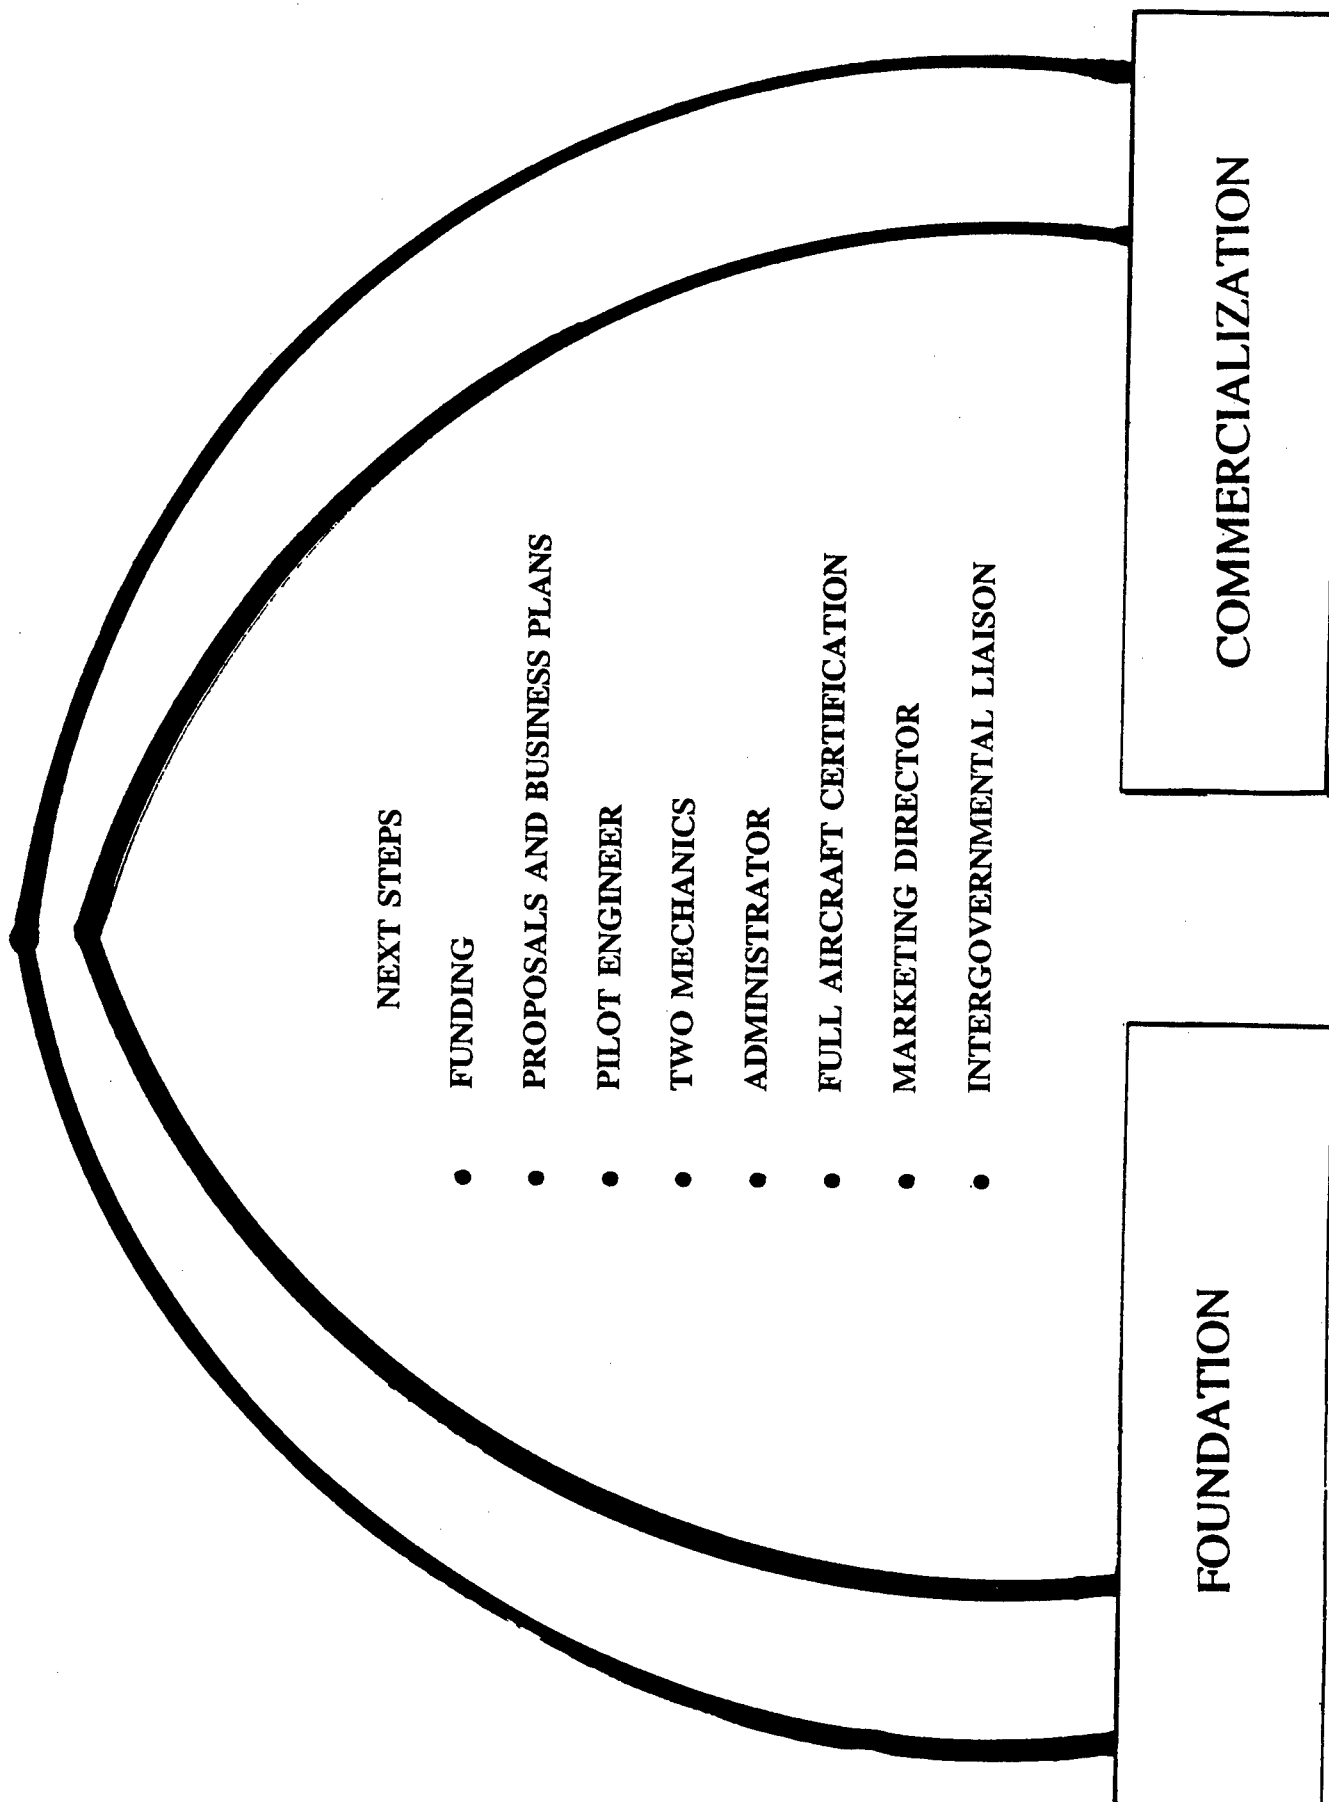 NEXT STEPS
• FUNDING
• PROPOSALS AND BUSINESS PLANS
• PILOT ENGINEER
• TWO MECHANICS
• ADMINISTRATOR
• FULL AIRCRAFT CERTIFICATION
• MARKETING DIRECTOR
• INTERGOVERNMENTAL LIAISON
FOUNDATION
COMMERCIALIZATION